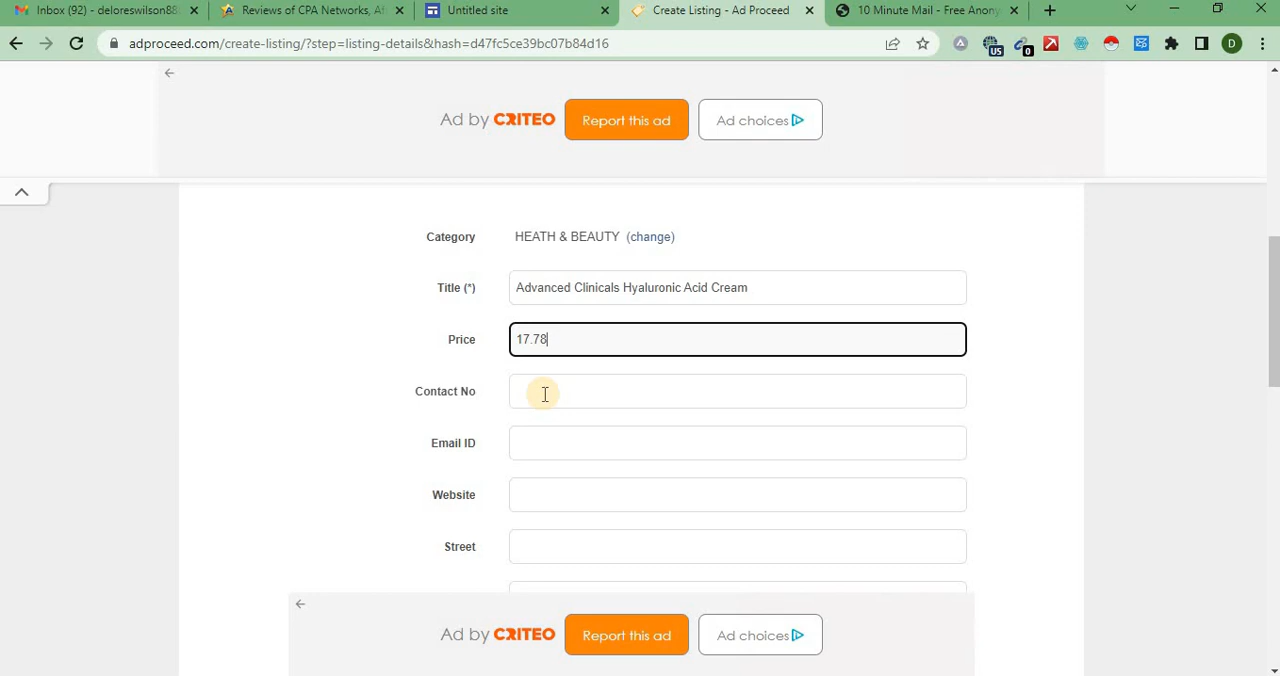 Inbox (92) - deloreswilson88
Reviews of CPA Networks, Af
Untitled site
Create Listing - Ad Proceed
10 Minute Mail - Free Anony
adproceed.com/create-listing/?step=listing-details&hash=d47fc5ce39bc07b84d16
US
0
D
Ad by CRITEO
Report this ad
Ad choices
Category
HEATH & BEAUTY (change)
Title (*)
Advanced Clinicals Hyaluronic Acid Cream
Price
17.78
Contact No
Email ID
Website
Street
Ad by CRITEO
Report this ad
Ad choices